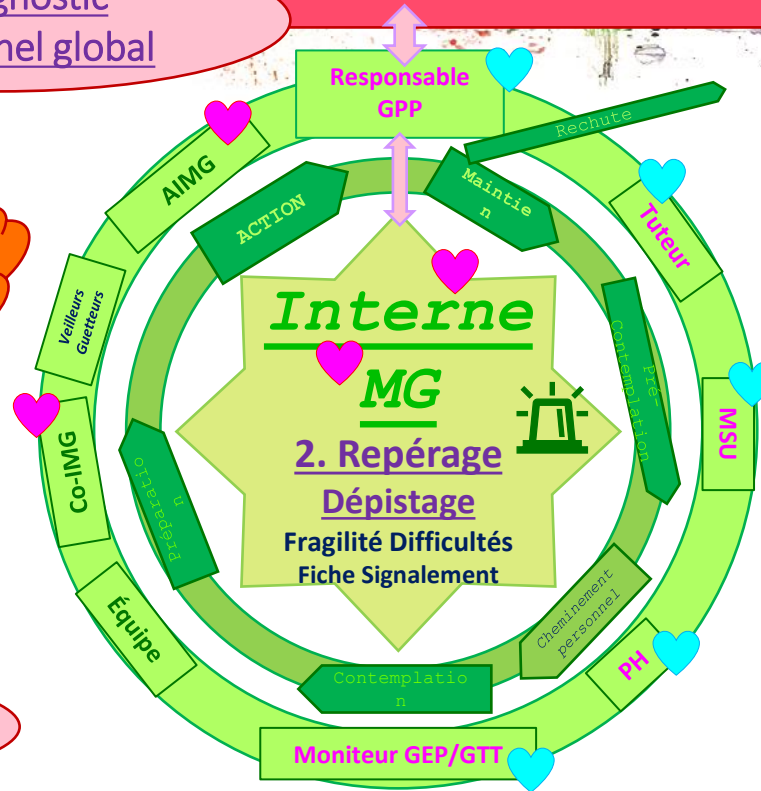 gnostic
nel global
Responsable
GPP
Rechute
AIMG
ACTION
Maintie
n
Tuteur
Veilleurs
Guetteurs
Interne
MG
Pré-
Contemplation
MSU
Co-IMG
2. Repérage
Dépistage
Préparatio
n
Fragilité Difficultés
Fiche Signalement
Cheminement
personnel
Équipe
PH
Contemplatio
n
Moniteur GEP/GTT